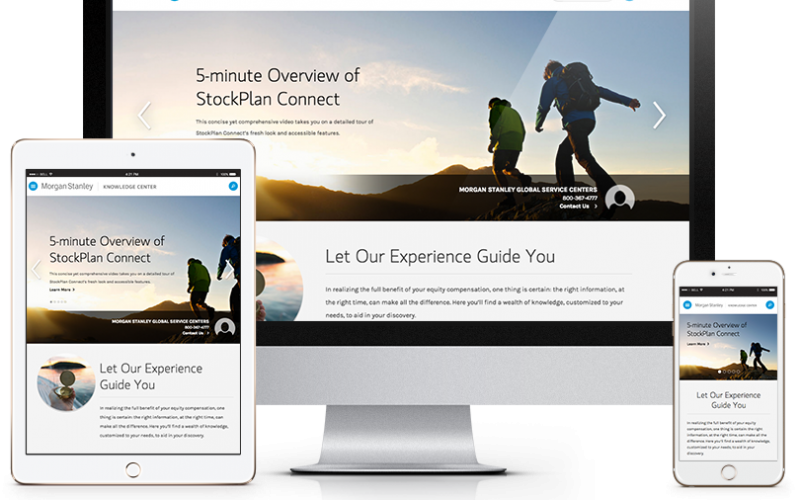 5-minute Overview of
StockPlan Connect
This concise yet comprehensive video takes you on a detailed tour of
StockPlan Connect's fresh look and accessible features.
MORGAN STANLEY GLOBAL SERVICE CENTERS
800-367-4777
Contact Us >
Let Our Experience Guide You
In realizing the full benefit of your equity compensation, one thing is certain: the right information, at
the right time, can make all the difference. Here you'll find a wealth of knowledge, customized to your
needs, to aid in your discovery.
4:21 PM
Morgan Stanley | KNOWLEDGE CENTER
5-minute Overview of
StockPlan Connect
This concise yet comprehensive video takes you on a detailed tour of
StockPlan Connect's fresh look and accessible features.
Learn More >
MORGAN STANLEY GLOBAL SERVICE CENTERS
800-367-4777
Contact Us >
Let Our Experience
Guide You
In realizing the full benefit of your equity compensation, one
thing is certain: the right information, at the right time, can
make all the difference. Here you'll find a wealth of knowledge,
customized to your needs, to aid in your discovery.
4:21 PM
Morgan Stanley | KNOWLEDGE CENTER
5-minute Overview of
StockPlan Connect
Learn More >
Let Our Experience
Guide You
In realizing the full benefit of your equity
compensation, one thing is certain: the
right information, at the right time, can
make all the difference. Here you'll find a
wealth of knowledge, customized to
your needs, to aid in your
discovery.